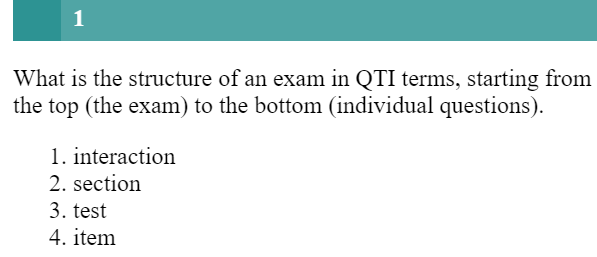 1
What is the structure of an exam in QTI terms, starting from
the top (the exam) to the bottom (individual questions).
1. interaction
2. section
3. test
4. item